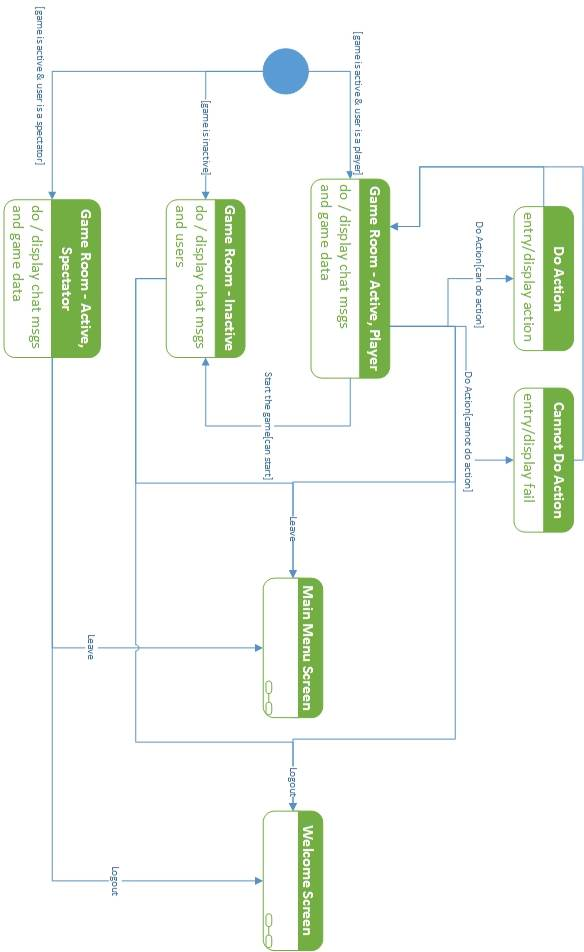 [game is active & user is a player]
[game is inactive]
[game is active & user is a spectator]
Do Action
entry/display action
Cannot Do Action
entry/display fail
Do Action[can do action]
Do Action[cannot do action]
Game Room - Active, Player
do / display chat msgs
and game data
Start the game[can start]
Game Room - Inactive
do / display chat msgs
and users
Game Room - Active,
Spectator
do / display chat msgs
and game data
Leave
Main Menu Screen
Leave
Logout
Welcome Screen
Logout